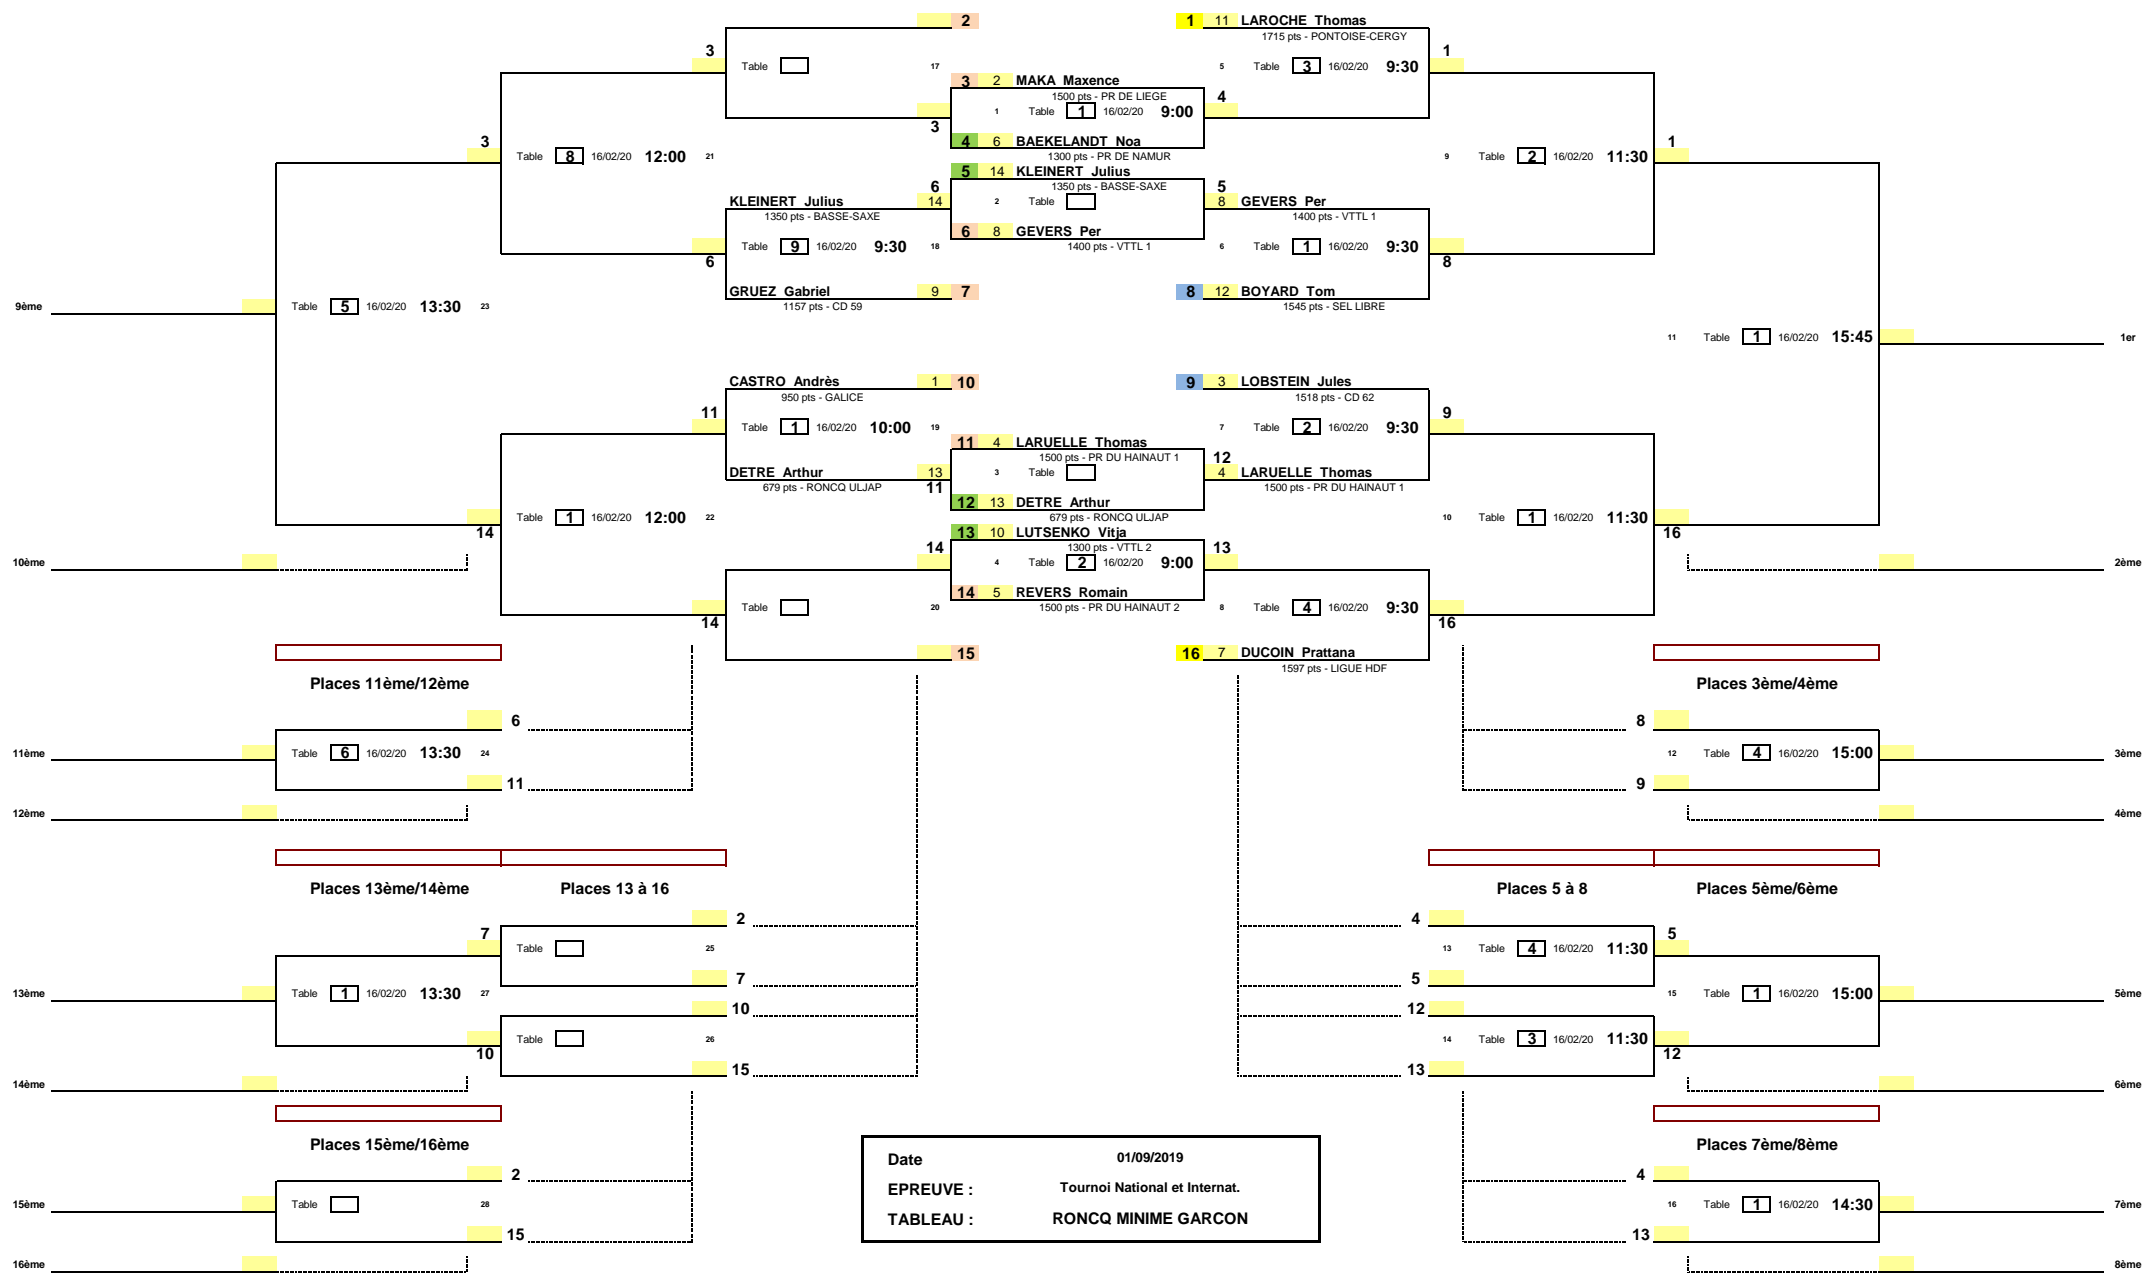 2
1 11 LAROCHE Thomas
1715 pts - PONTOISE-CERGY
3
1
Table 17
5 Table 3 16/02/20 9:30
3 2 MAKA Maxence
1500 pts - PR DE LIEGE
4
1 Table 1 16/02/20 9:00
3
4 6 BAEKELANDT Noa
1300 pts - PR DE NAMUR
3
1
Table 8 16/02/20 12:00 21
9 Table 2 16/02/20 11:30
5 14 KLEINERT Julius
1350 pts - BASSE-SAXE
6
5
KLEINERT Julius 14
1350 pts - BASSE-SAXE
2 Table
8 GEVERS Per
1400 pts - VTTL 1
6 8 GEVERS Per
1400 pts - VTTL 1
Table 9 16/02/20 9:30 18
6 Table 1 16/02/20 9:30
6
8
GRUEZ Gabriel 9 7
1157 pts - CD 59
8 12 BOYARD Tom
1545 pts - SEL LIBRE
9ème
Table 5 16/02/20 13:30 23
11 Table 1 16/02/20 15:45
1er
CASTRO Andrès 1 10
950 pts - GALICE
9 3 LOBSTEIN Jules
1518 pts - CD 62
11
9
Table 1 16/02/20 10:00 19
7 Table 2 16/02/20 9:30
11 4 LARUELLE Thomas
1500 pts - PR DU HAINAUT 1
12
DETRE Arthur 13
679 pts - RONCQ ULJAP
11
3 Table
4 LARUELLE Thomas
1500 pts - PR DU HAINAUT 1
12 13 DETRE Arthur
679 pts - RONCQ ULJAP
Table 1 16/02/20 12:00 22
10 Table 1 16/02/20 11:30
14
16
13 10 LUTSENKO Vitja
1300 pts - VTTL 2
14
13
4 Table 2 16/02/20 9:00
10ème
2ème
14 5 REVERS Romain
1500 pts - PR DU HAINAUT 2
Table 20
8 Table 4 16/02/20 9:30
14
16
15
16 7 DUCOIN Prattana
1597 pts - LIGUE HDF
Places 11ème/12ème
Places 3ème/4ème
6
8
11ème
Table 6 16/02/20 13:30 24
12 Table 4 16/02/20 15:00
3ème
11
9
12ème
4ème
Places 13ème/14ème
Places 13 à 16
Places 5 à 8
Places 5ème/6ème
2
4
7
5
Table 25
13 Table 4 16/02/20 11:30
7
5
13ème
Table 1 16/02/20 13:30 27
15 Table 1 16/02/20 15:00
5ème
10
12
Table 26
14 Table 3 16/02/20 11:30
10
12
15
13
14ème
6ème
Places 15ème/16ème
Places 7ème/8ème
Date 01/09/2019
EPREUVE : Tournoi National et Internat.
TABLEAU : RONCQ MINIME GARCON
2
4
15ème
Table 28
16 Table 1 16/02/20 14:30
7ème
15
13
16ème
8ème